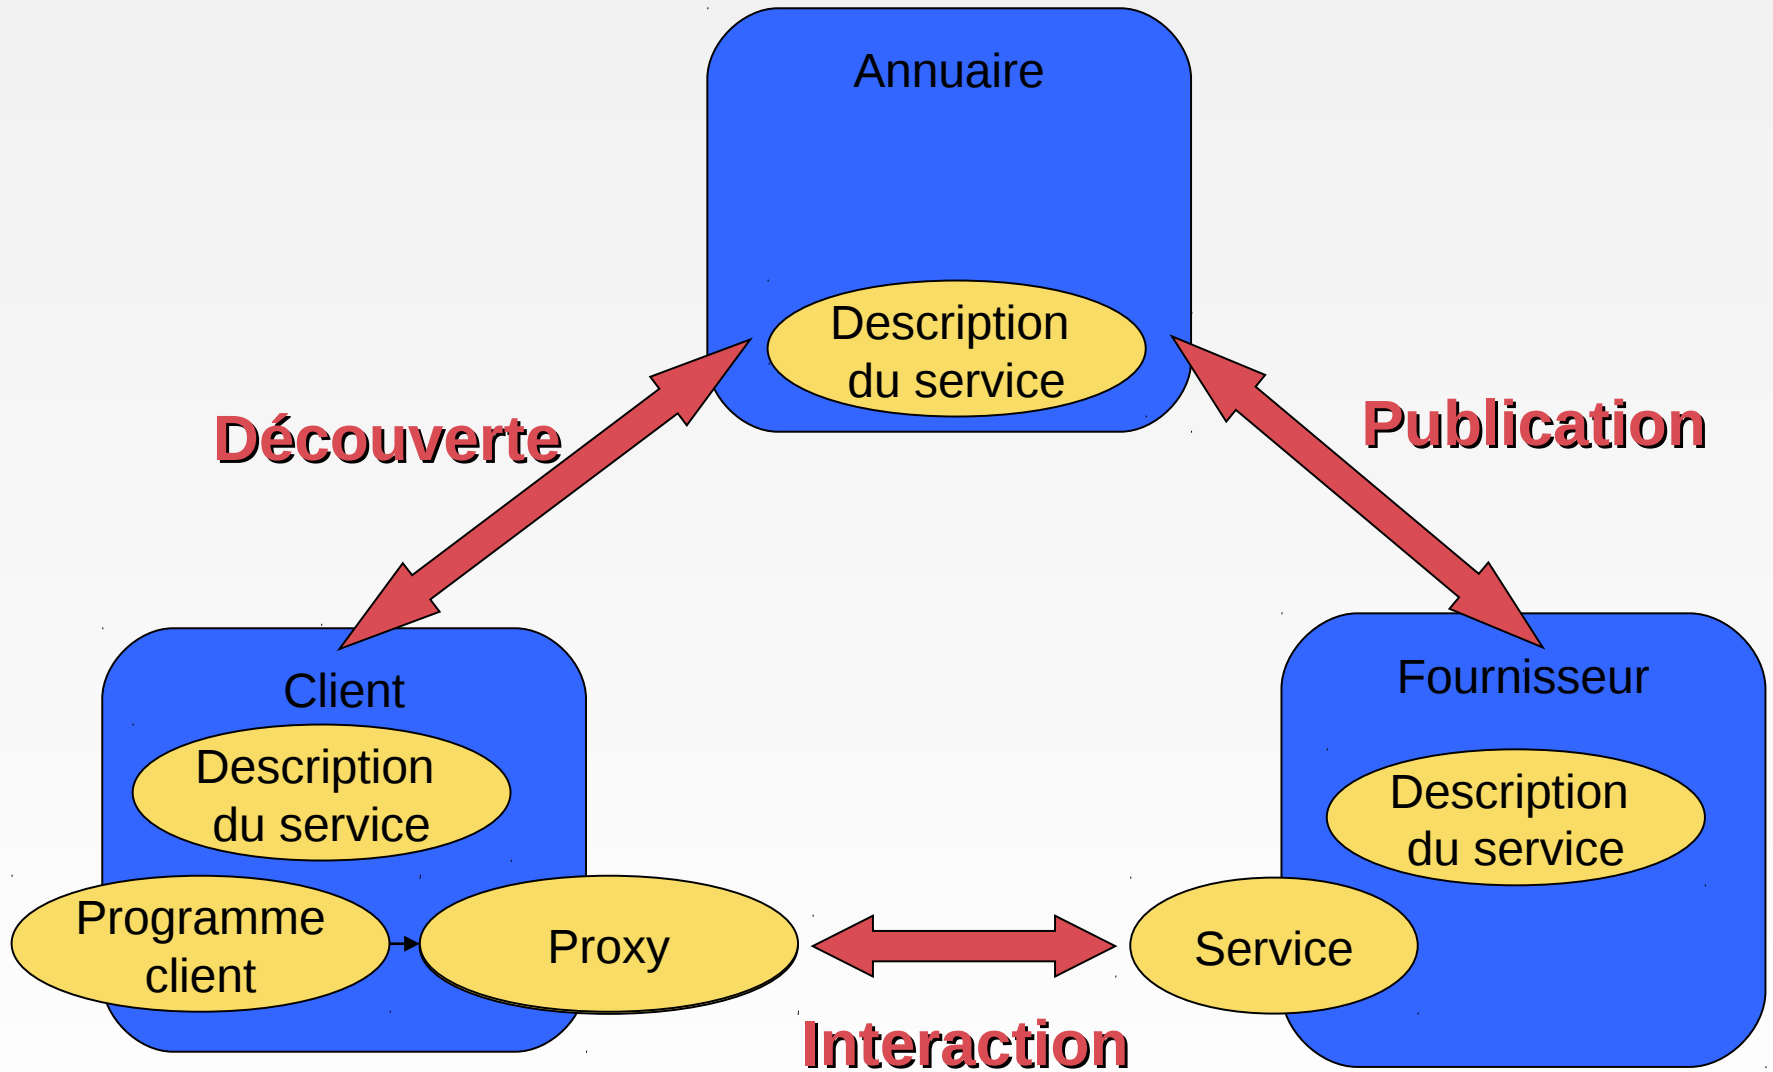 Annuaire
Description
du service
Découverte
Publication
Client
Description
du service
Programme
client
Proxy
Fournisseur
Description
du service
Service
Interaction